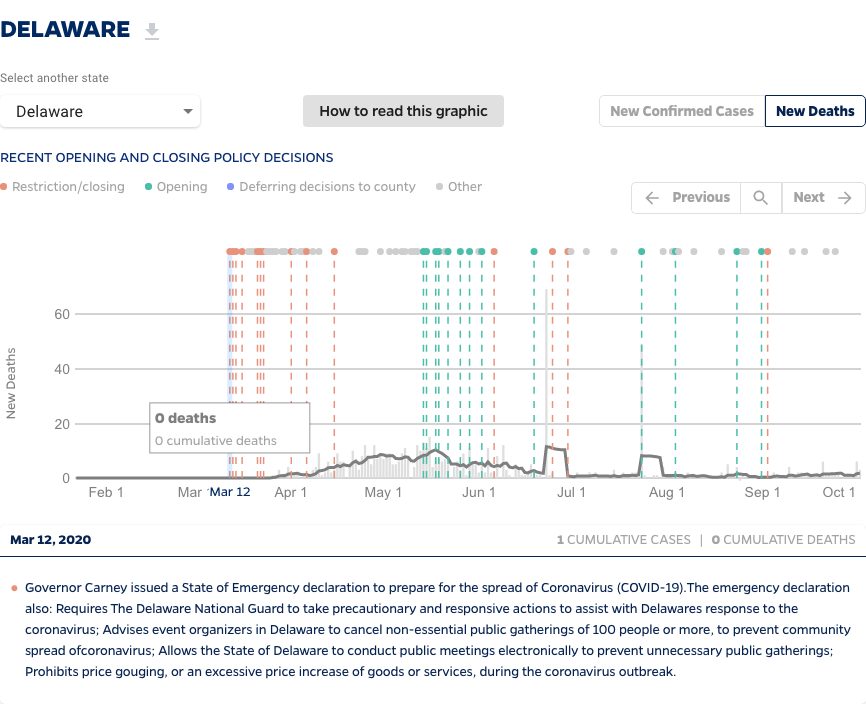 DELAWARE
Select another state
Delaware
How to read this graphic
New Confirmed Cases
New Deaths
RECENT OPENING AND CLOSING POLICY DECISIONS
Restriction/closing
Opening
Deferring decisions to county
Other
Previous
Next
60
40
20
0
New Deaths
0 deaths
0 cumulative deaths
Feb 1
Mar
Mar 12
Apr 1
May 1
Jun 1
Jul 1
Aug 1
Sep 1
Oct 1
Mar 12, 2020
1 CUMULATIVE CASES | 0 CUMULATIVE DEATHS
Governor Carney issued a State of Emergency declaration to prepare for the spread of Coronavirus (COVID-19).The emergency declaration
also: Requires The Delaware National Guard to take precautionary and responsive actions to assist with Delawares response to the
coronavirus; Advises event organizers in Delaware to cancel non-essential public gatherings of 100 people or more, to prevent community
spread ofcoronavirus; Allows the State of Delaware to conduct public meetings electronically to prevent unnecessary public gatherings;
Prohibits price gouging, or an excessive price increase of goods or services, during the coronavirus outbreak.